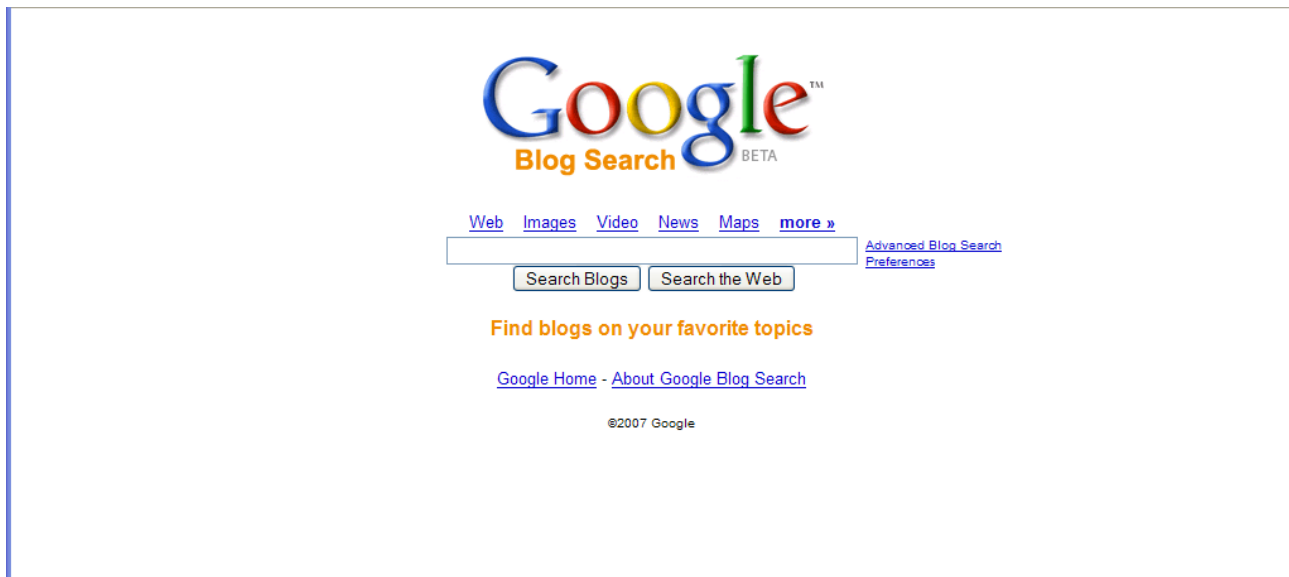 Google™
Blog Search BETA
Web Images Video News Maps more »
Advanced Blog Search
Preferences
Search Blogs Search the Web
Find blogs on your favorite topics
Google Home - About Google Blog Search
©2007 Google